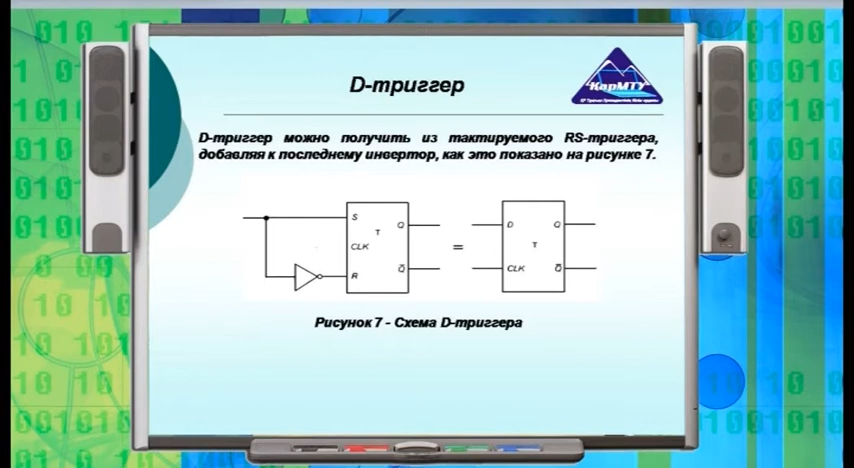 D-триггер
"КарМТУ"
D-триггер можно получить из тактируемого RS-триггера,
добавляя к последнему инвертор, как это показано на рисунке 7.
S
T
Q
CLK
R
Q̅
=
D
T
Q
CLK
Q̅
Рисунок 7 - Схема D-триггера